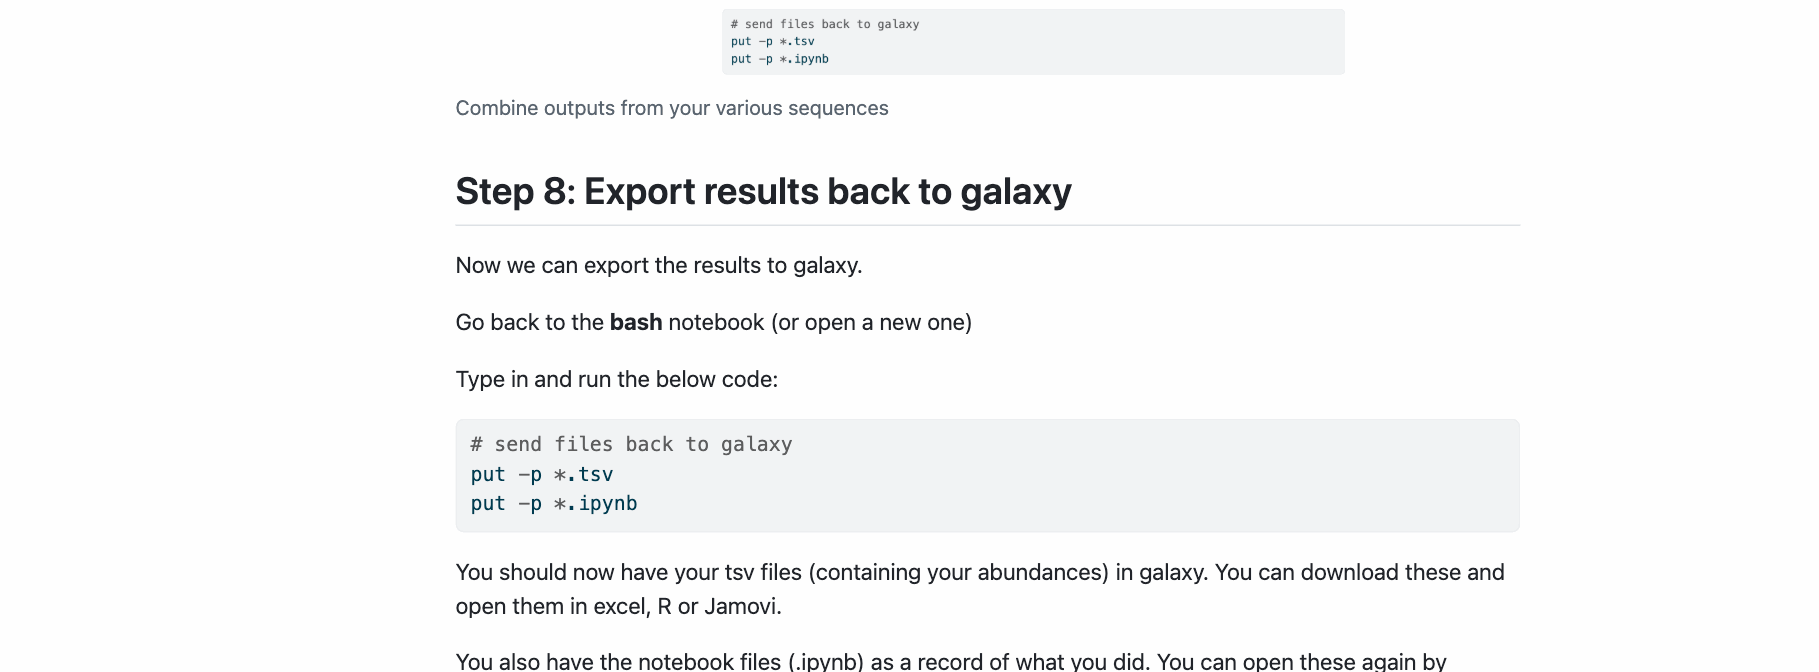 # send files back to galaxy
put -p *.tsv
put -p *.ipynb
Combine outputs from your various sequences
Step 8: Export results back to galaxy
Now we can export the results to galaxy.
Go back to the bash notebook (or open a new one)
Type in and run the below code:
# send files back to galaxy
put -p *.tsv
put -p *.ipynb
You should now have your tsv files (containing your abundances) in galaxy. You can download these and
open them in excel, R or Jamovi.
You also have the notebook files (.ipynb) as a record of what you did. You can open these again by